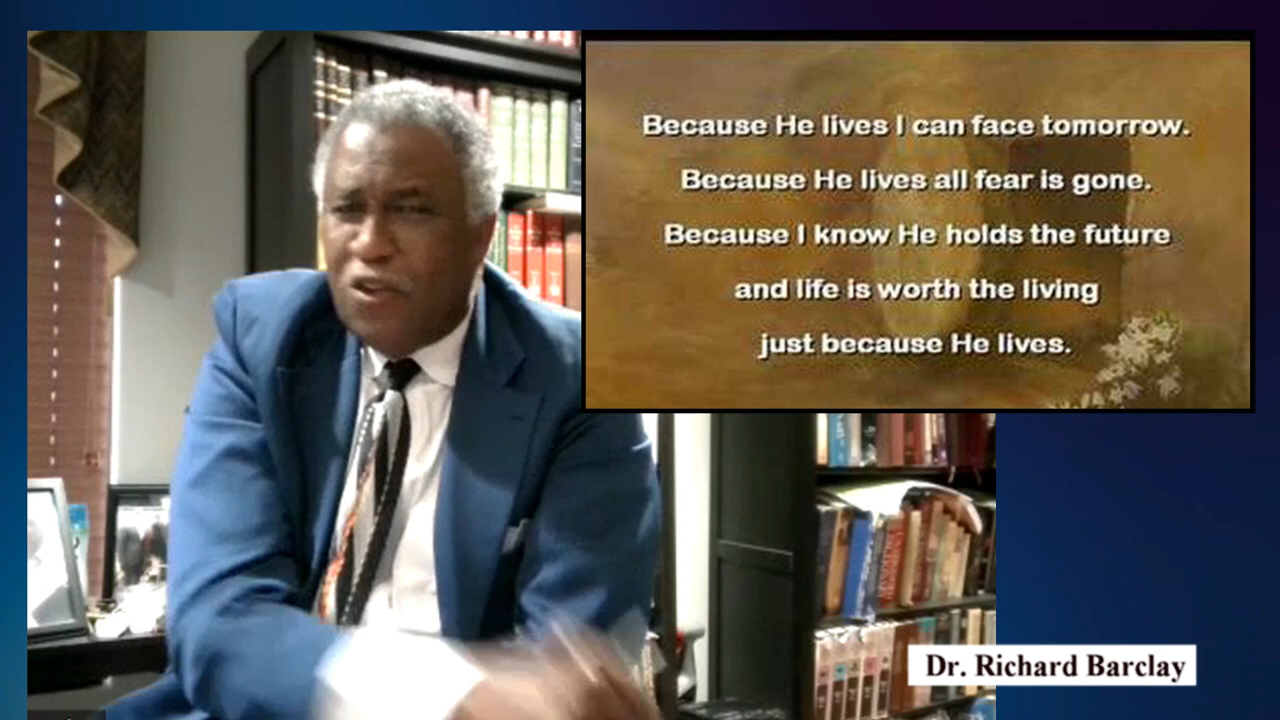 Because He lives I can face tomorrow.
Because He lives all fear is gone.
Because I know He holds the future
and life is worth the living
just because He lives.
Dr. Richard Barclay